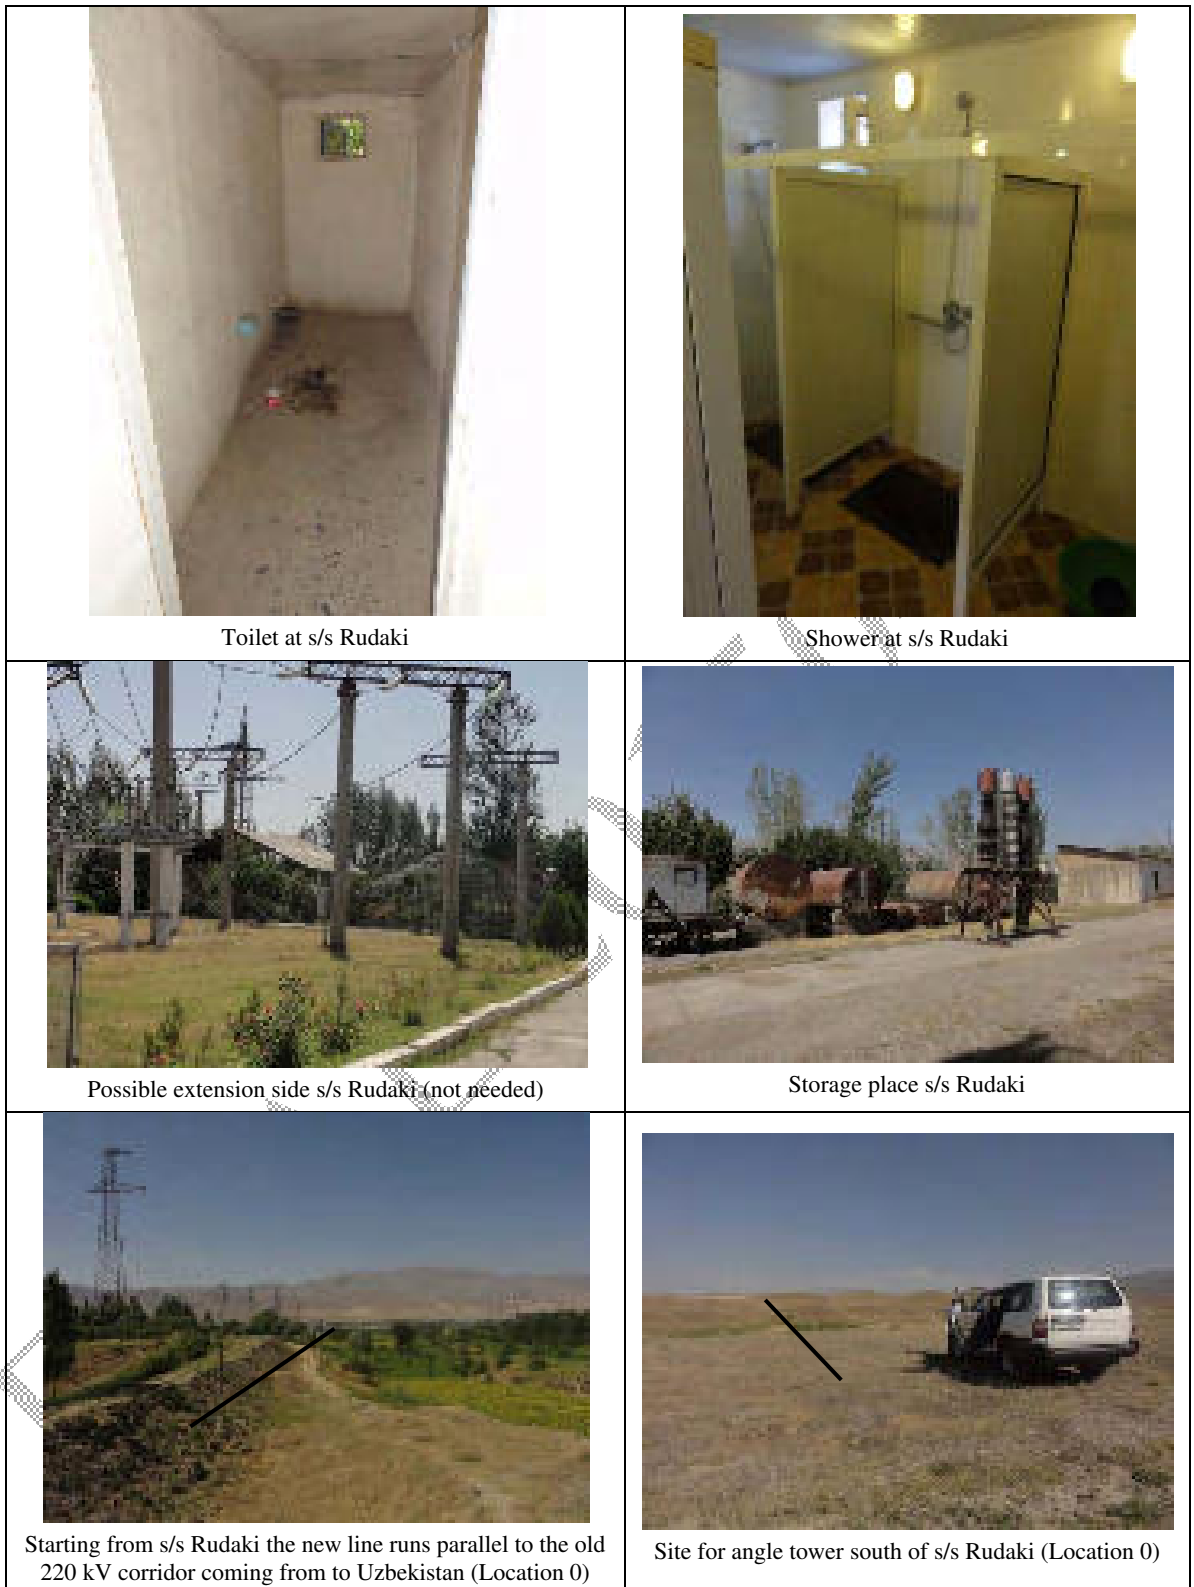 Toilet at s/s Rudaki
Shower at s/s Rudaki
Possible extension side s/s Rudaki (not needed)
Storage place s/s Rudaki
Starting from s/s Rudaki the new line runs parallel to the old
220 kV corridor coming from to Uzbekistan (Location 0)
Site for angle tower south of s/s Rudaki (Location 0)